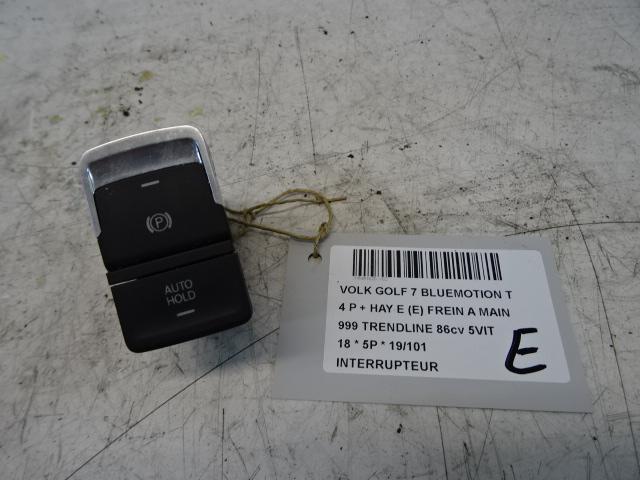 P
AUTO
HOLD
VOLK GOLF 7 BLUEMOTION T
4 P + HAY E (E) FREIN A MAIN
999 TRENDLINE 86cv 5VIT
18 * 5P * 19/101
INTERRUPTEUR
E